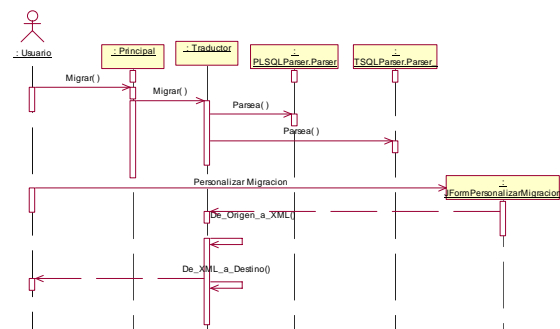 : Usuario
: Principal
: Traductor
:
PLSQLParser.Parser
:
TSQLParser.Parser_
Migrar( )
Migrar( )
Parsea( )
Parsea( )
Personalizar Migracion
:
JFormPersonalizarMigracion
De_Origen_a_XML()
De_XML_a_Destino()